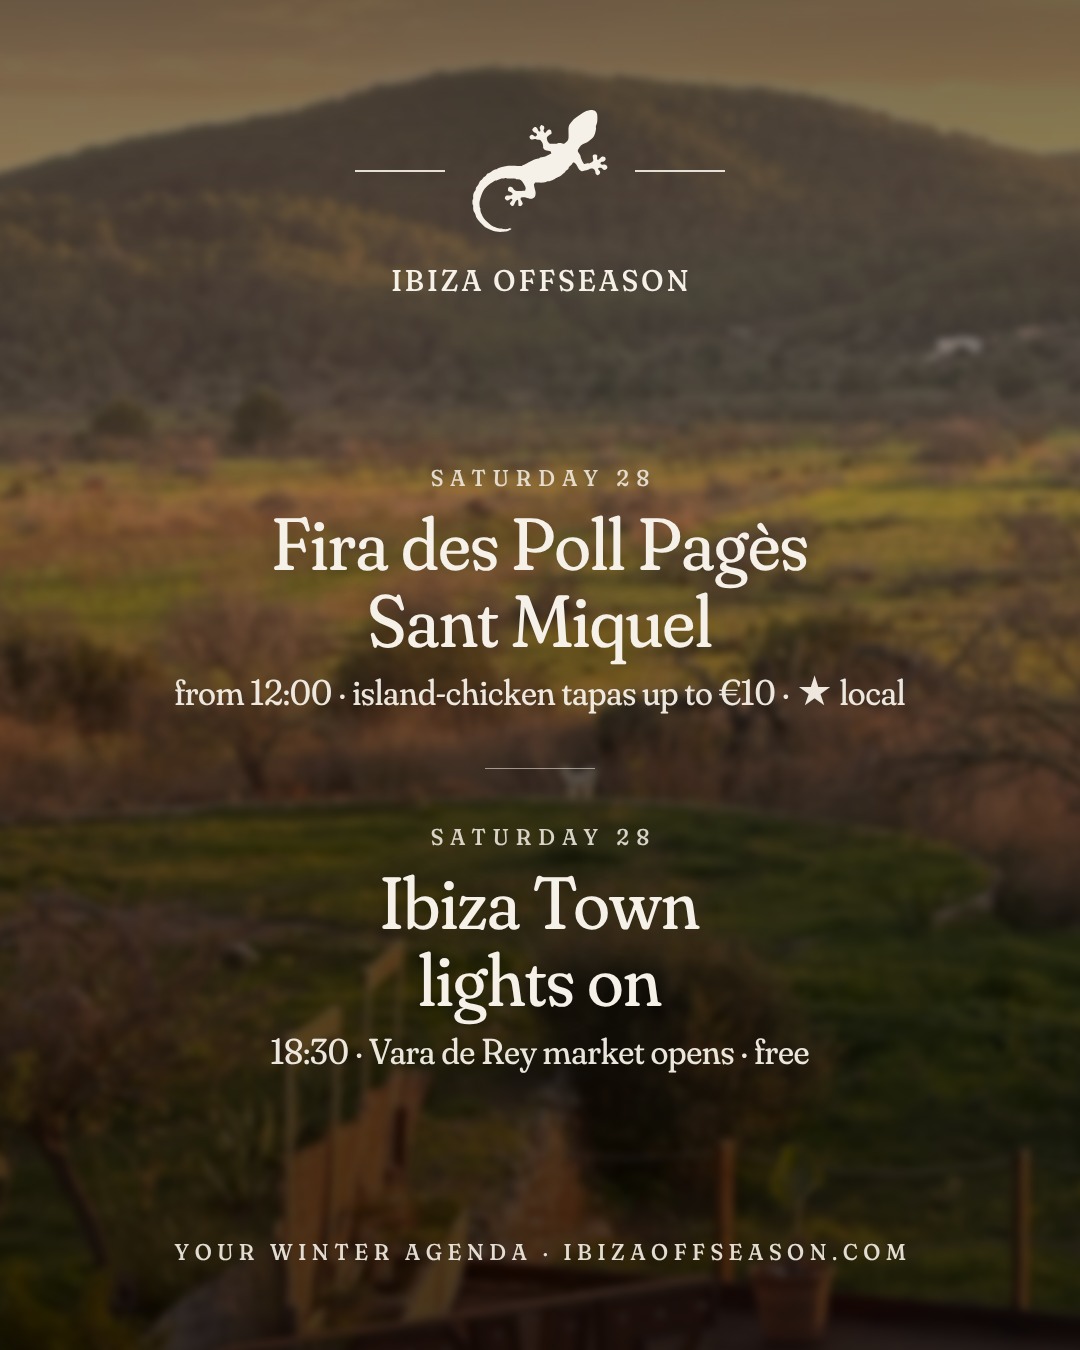 IBIZA OFFSEASON
SATURDAY 28
Fira des Poll Pagès
Sant Miquel
from 12:00 · island-chicken tapas up to €10 · ★ local
SATURDAY 28
Ibiza Town
lights on
18:30 · Vara de Rey market opens · free
YOUR WINTER AGENDA · IBIZAOFFSEASON.COM